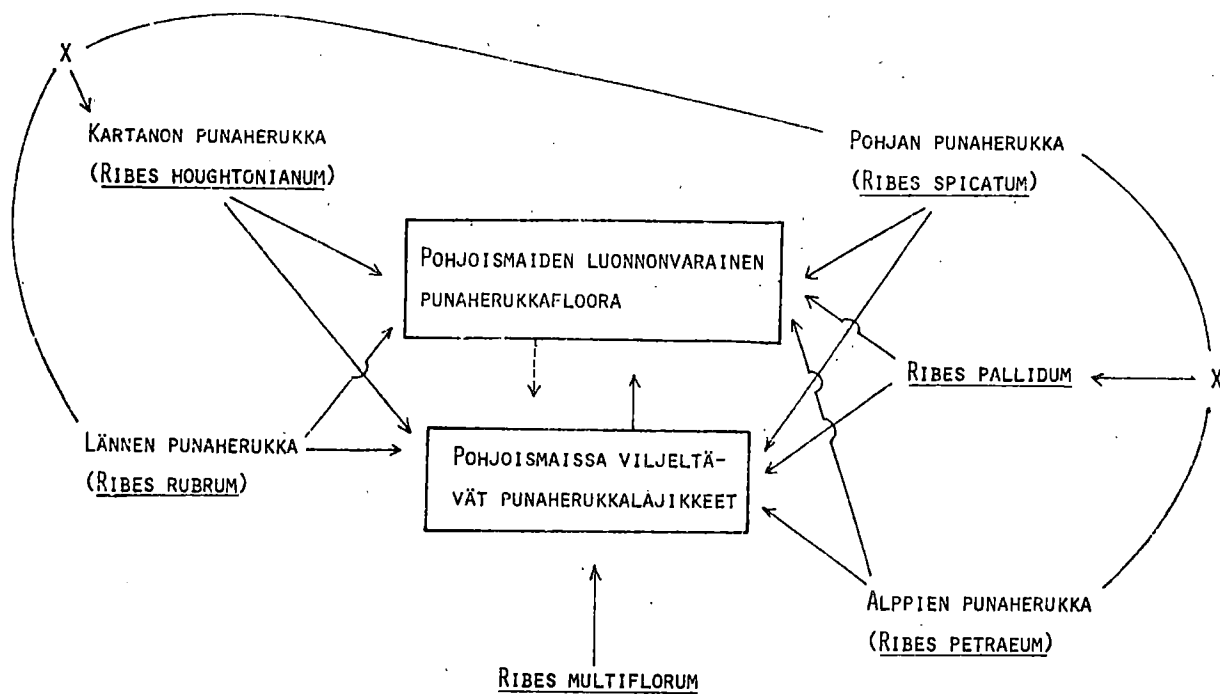 X
KARTANON PUNAHERUKKA
(RIBES HOUGHTONIANUM)
POHJAN PUNAHERUKKA
(RIBES SPICATUM)
POHJOISMAIDEN LUONNONVARAINEN
PUNAHERUKKAFLOORA
RIBES PALLIDUM
X
LÄNNEN PUNAHERUKKA
(RIBES RUBRUM)
POHJOISMAISSA VILJELTÄ-
VÄT PUNAHERUKKALAJIKKEET
ALPPIEN PUNAHERUKKA
(RIBES PETRAEUM)
RIBES MULTIFLORUM